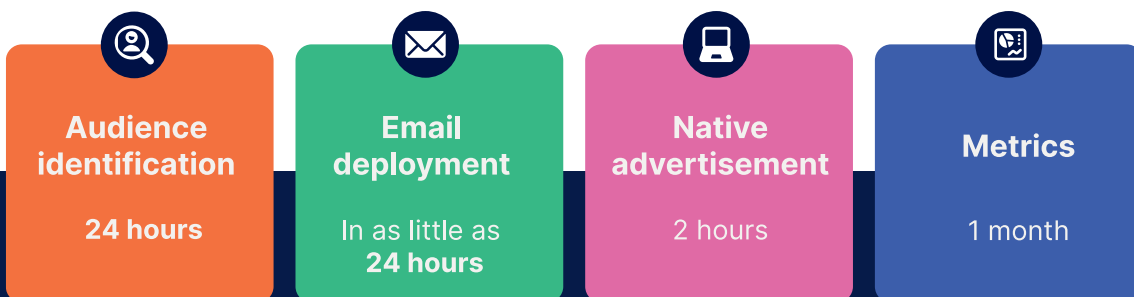 Audience
identification
24 hours
Email
deployment
In as little as
24 hours
Native
advertisement
2 hours
Metrics
1 month